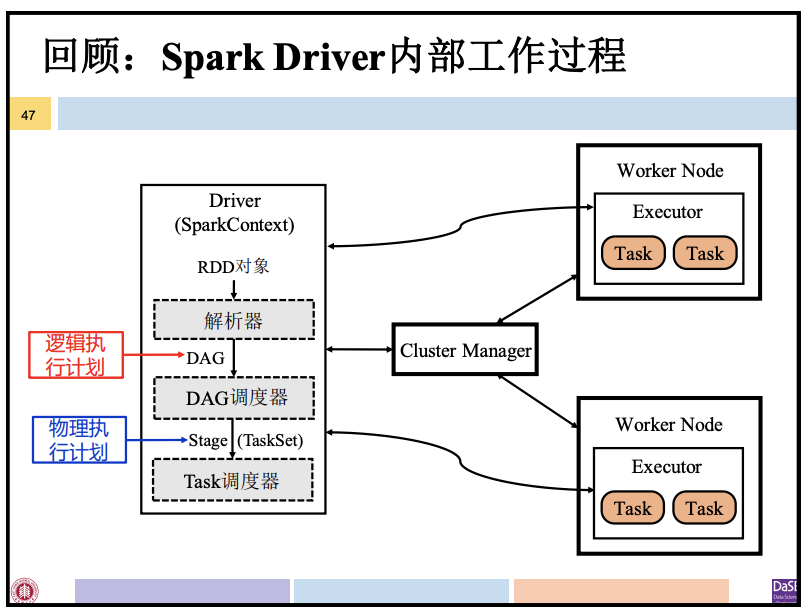 回顾：Spark Driver内部工作过程
47
Driver
(SparkContext)
RDD对象
解析器
DAG
DAG调度器
Stage (TaskSet)
Task调度器
逻辑执
行计划
物理执
行计划
Cluster Manager
Worker Node
Executor
Task Task
Worker Node
Executor
Task Task
DaSE